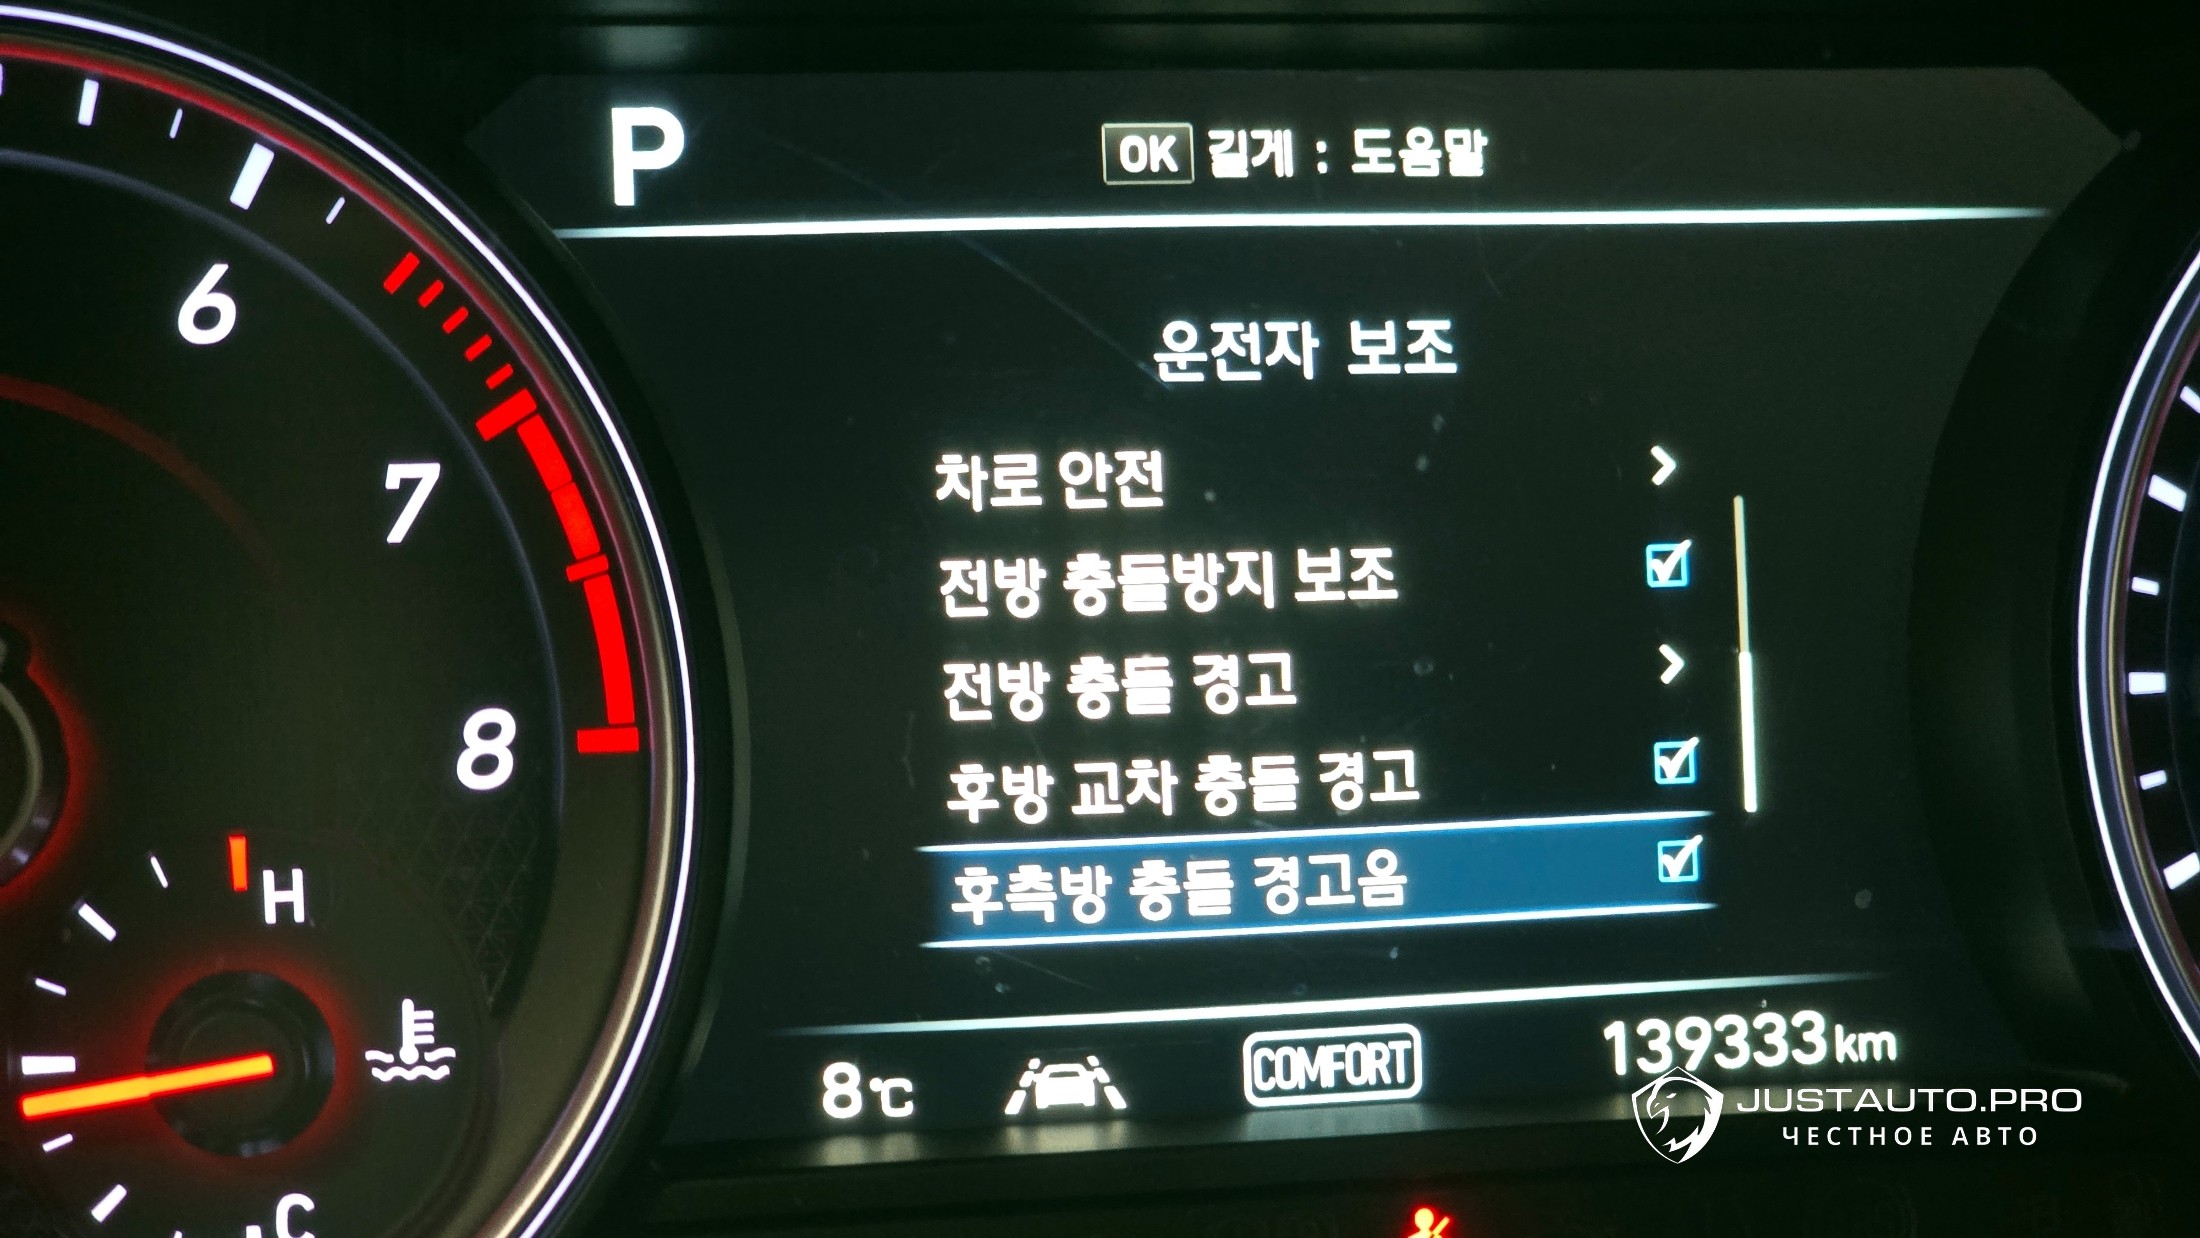 P
OK 길게 : 도움말
운전자 보조
차로 안전
전방 충돌방지 보조
전방 충돌 경고
후방 교차 충돌 경고
후측방 충돌 경고음
6
7
8
H
C
8℃
COMFORT
139333km
JUSTAUTO.PRO
ЧЕСТНОЕ АВТО